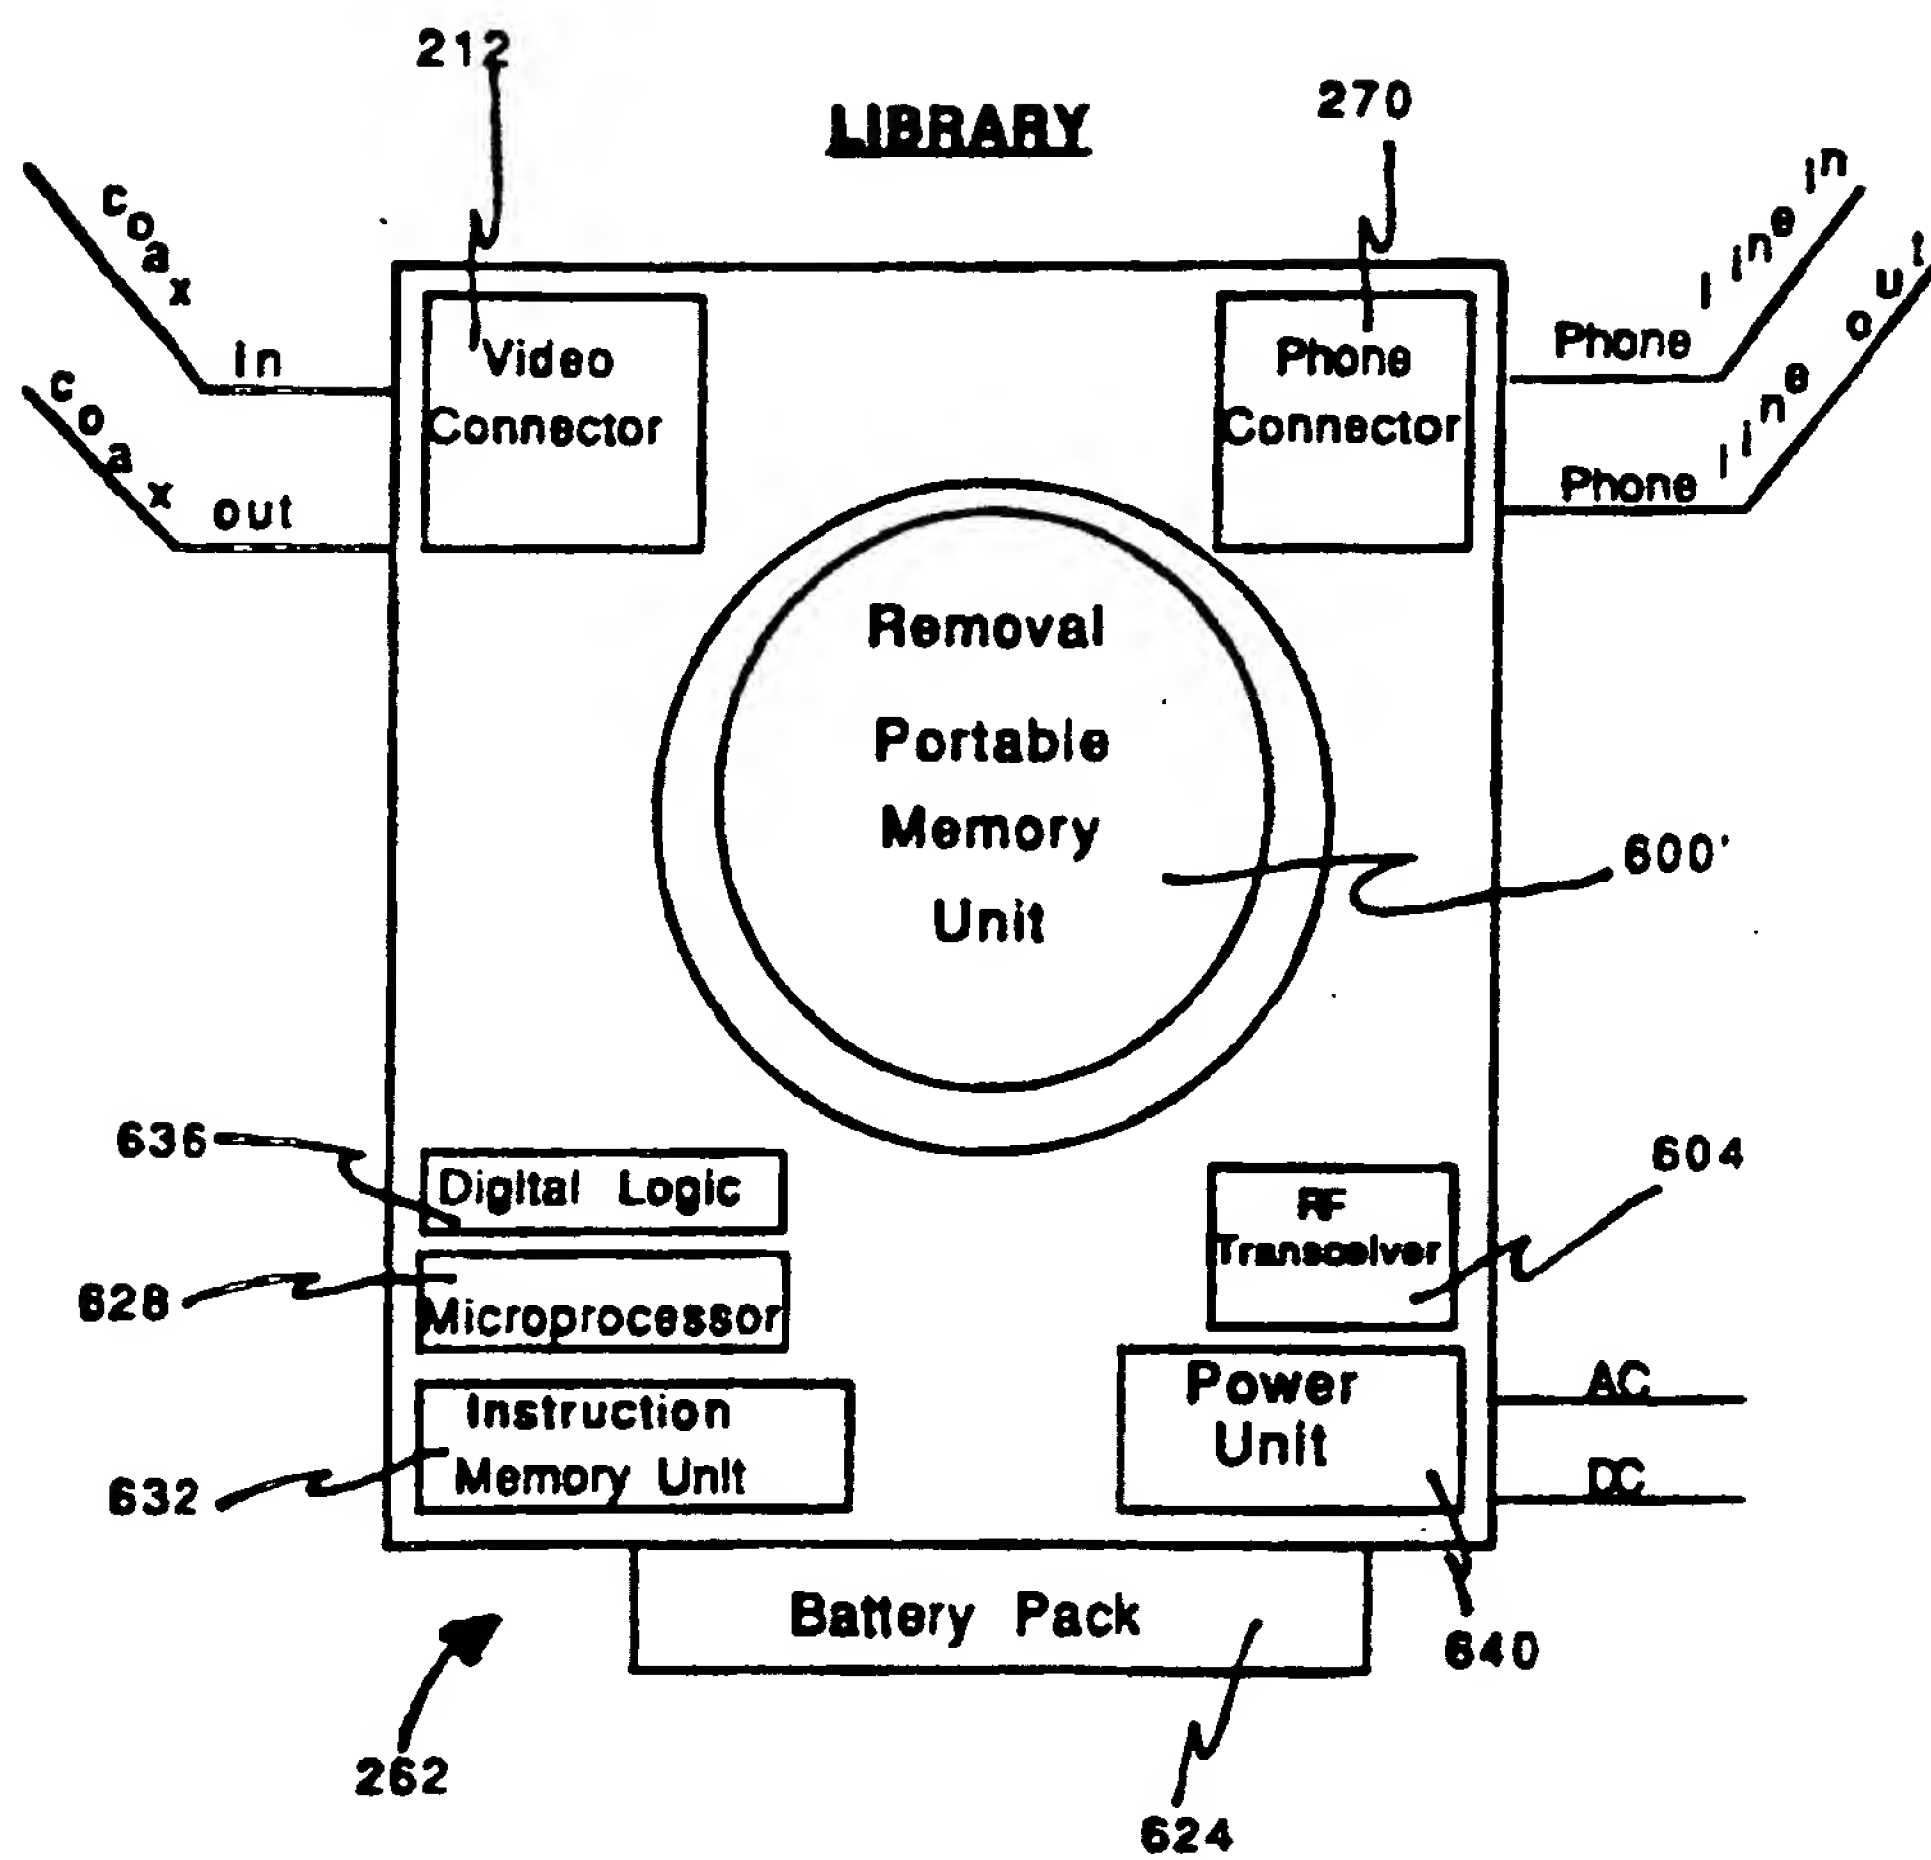 212
LIBRARY
270
coax in
coax out
Video
Connector
Phone
Connector
Phone line in
Phone line out
Removal
Portable
Memory
Unit
600'
636
Digital Logic
628
Microprocessor
632
Instruction
Memory Unit
RF
Transceiver
604
Power
Unit
AC
DC
Battery Pack
640
262
624